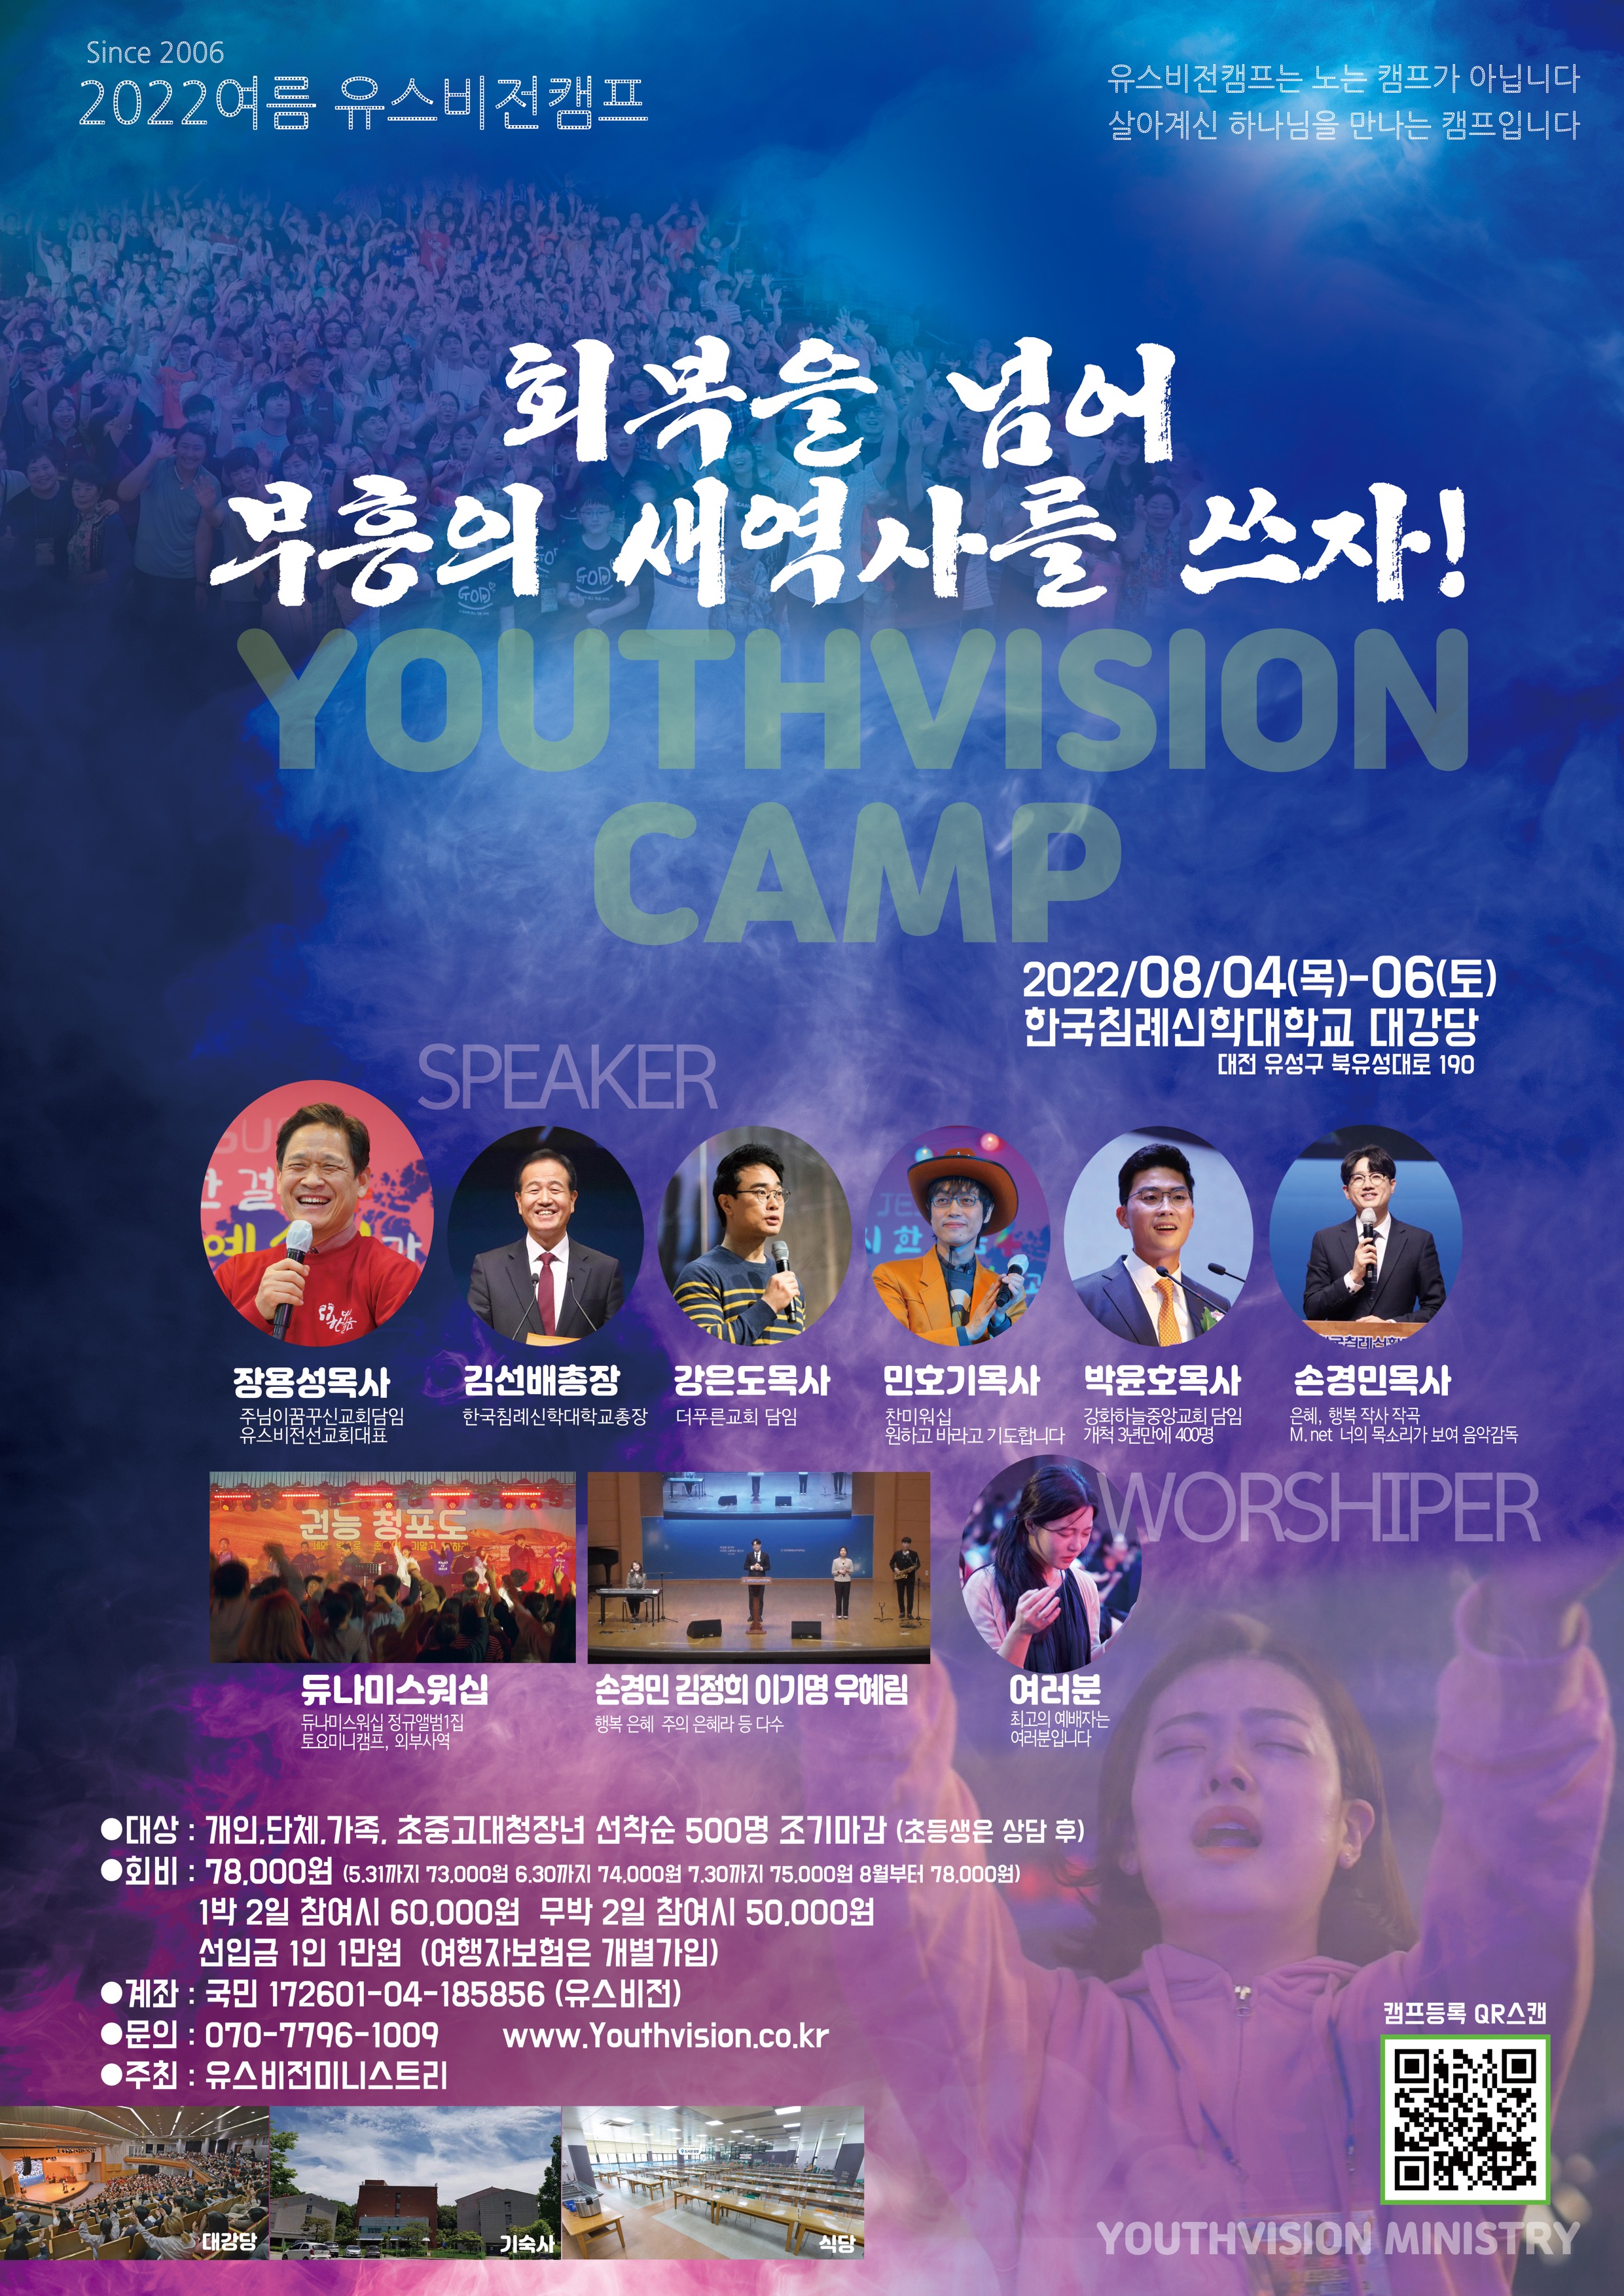 Since 2006
2022여름 유스비전캠프
유스비전캠프는 노는 캠프가 아닙니다
살아계신 하나님을 만나는 캠프입니다
회복을 넘어
부흥의 새역사를 쓰자!
YOUTHVISION
CAMP
2022/08/04(목)-06(토)
한국침례신학대학교 대강당
대전 유성구 북유성대로 190
SPEAKER
장용성목사
주님이꿈꾸신교회담임
유스비전선교회대표
김선배총장
한국침례신학대학교총장
강은도목사
더푸른교회 담임
민호기목사
찬미워십
원하고 바라고 기도합니다
박윤호목사
강화하늘중앙교회 담임
개척 3년만에 400명
손경민목사
은혜, 행복 작사 작곡
M.net 너의 목소리가 보여 음악감독
WORSHIPER
권능 청포도
듀나미스워십
듀나미스워십 정규앨범1집
토요미니캠프, 외부사역
손경민 김정희 이기명 우혜림
행복 은혜 주의 은혜라 등 다수
여러분
최고의 예배자는
여러분입니다
●대상 : 개인,단체,가족, 초중고대청장년 선착순 500명 조기마감 (초등생은 상담 후)
●회비 : 78,000원 (5.31까지 73,000원 6.30까지 74,000원 7.30까지 75,000원 8월부터 78,000원)
1박 2일 참여시 60,000원 무박 2일 참여시 50,000원
선입금 1인 1만원 (여행자보험은 개별가입)
●계좌 : 국민 172601-04-185856 (유스비전)
●문의 : 070-7796-1009 www.Youthvision.co.kr
●주최 : 유스비전미니스트리
캠프등록 QR스캔
대강당
기숙사
식당
YOUTHVISION MINISTRY